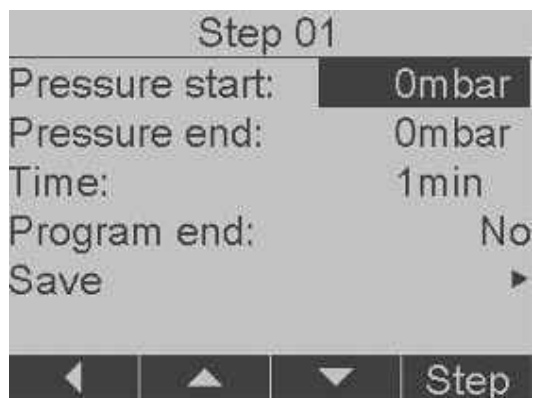 Step 01
Pressure start: 0mbar
Pressure end: 0mbar
Time: 1min
Program end: No
Save
Step